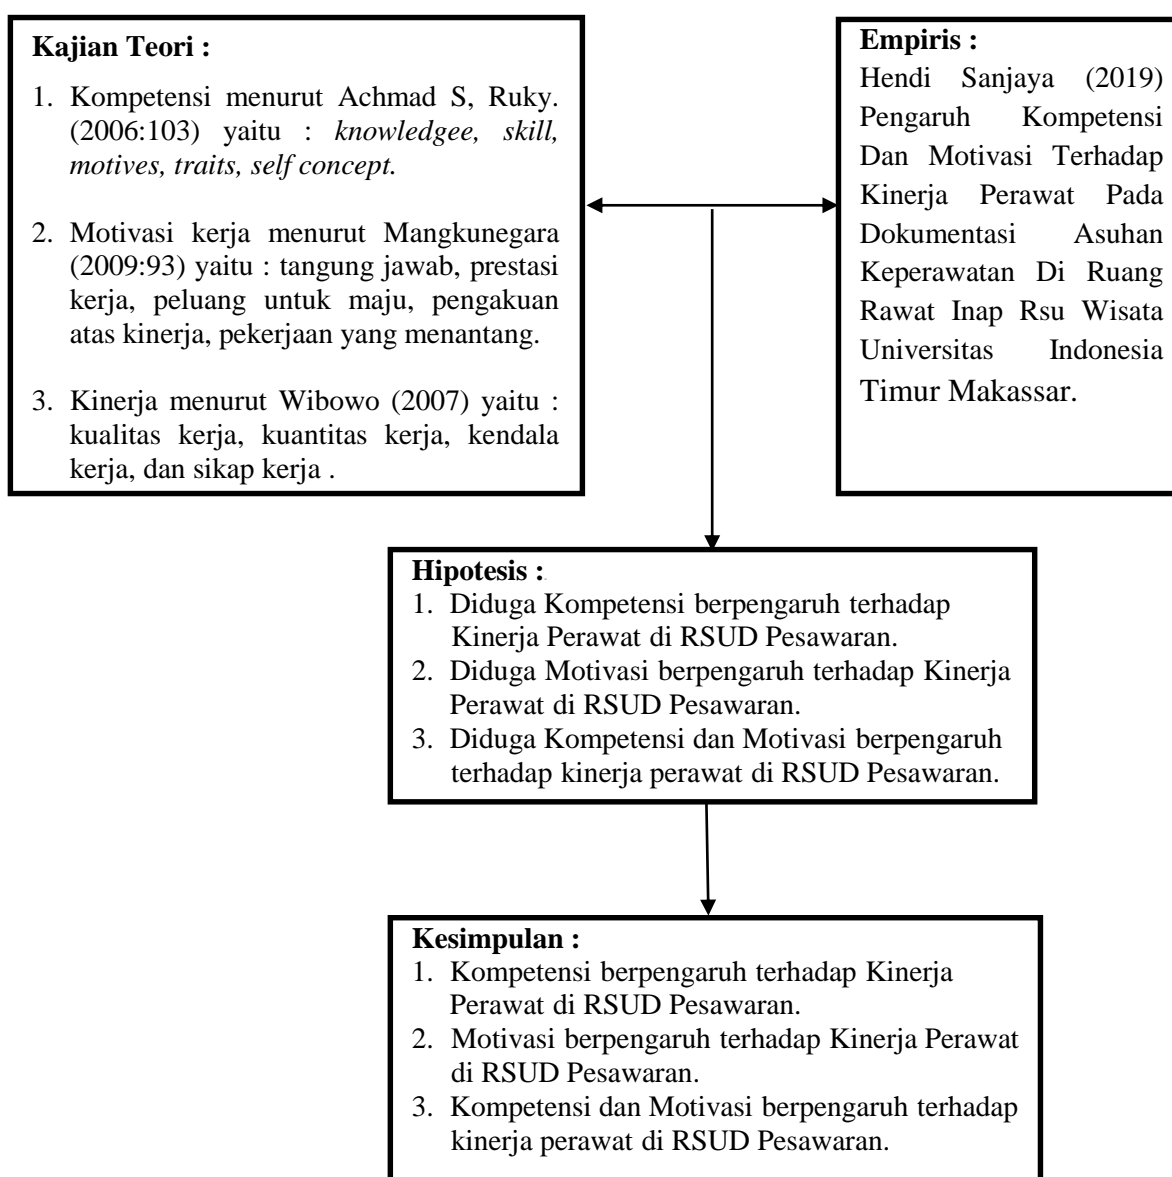 Kajian Teori :
1. Kompetensi menurut Achmad S, Ruky.
(2006:103) yaitu : knowledgee, skill,
motives, traits, self concept.
2. Motivasi kerja menurut Mangkunegara
(2009:93) yaitu : tangung jawab, prestasi
kerja, peluang untuk maju, pengakuan
atas kinerja, pekerjaan yang menantang.
3. Kinerja menurut Wibowo (2007) yaitu :
kualitas kerja, kuantitas kerja, kendala
kerja, dan sikap kerja .
Empiris :
Hendi Sanjaya (2019)
Pengaruh Kompetensi
Dan Motivasi Terhadap
Kinerja Perawat Pada
Dokumentasi Asuhan
Keperawatan Di Ruang
Rawat Inap Rsu Wisata
Universitas Indonesia
Timur Makassar.
Hipotesis :
1. Diduga Kompetensi berpengaruh terhadap
Kinerja Perawat di RSUD Pesawaran.
2. Diduga Motivasi berpengaruh terhadap Kinerja
Perawat di RSUD Pesawaran.
3. Diduga Kompetensi dan Motivasi berpengaruh
terhadap kinerja perawat di RSUD Pesawaran.
Kesimpulan :
1. Kompetensi berpengaruh terhadap Kinerja
Perawat di RSUD Pesawaran.
2. Motivasi berpengaruh terhadap Kinerja Perawat
di RSUD Pesawaran.
3. Kompetensi dan Motivasi berpengaruh terhadap
kinerja perawat di RSUD Pesawaran.